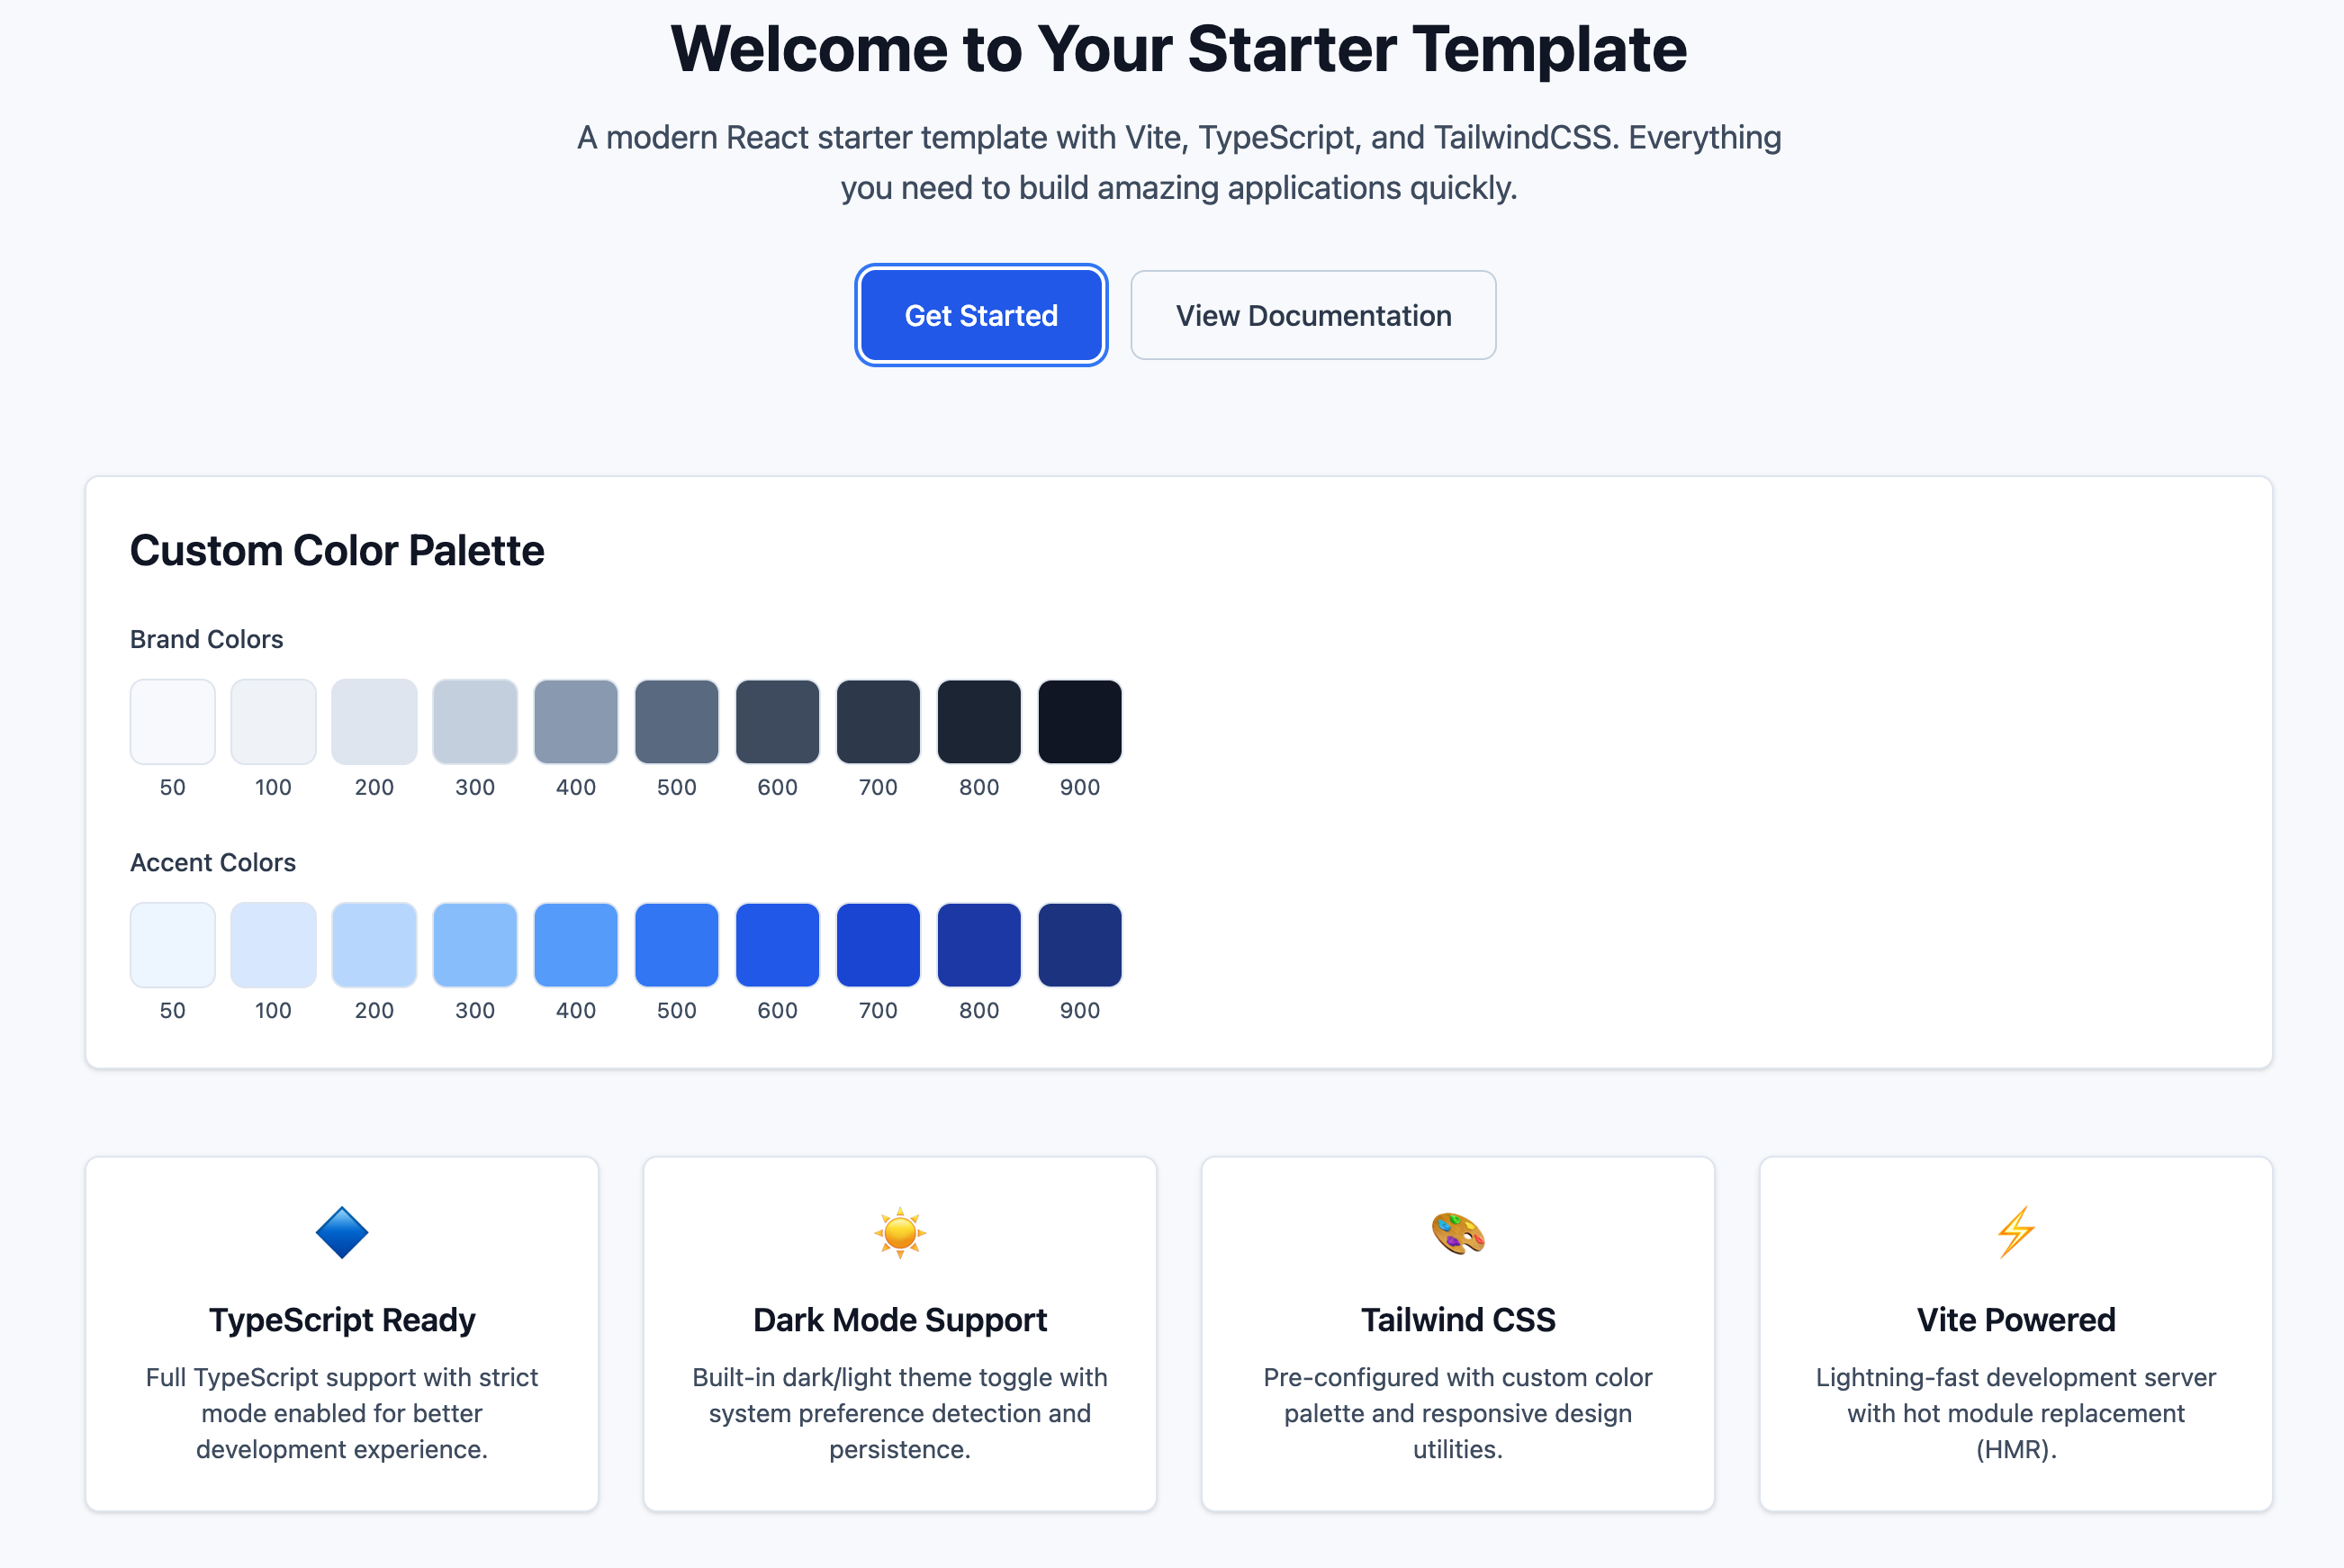 Welcome to Your Starter Template
A modern React starter template with Vite, TypeScript, and TailwindCSS. Everything
you need to build amazing applications quickly.
Get Started
View Documentation
Custom Color Palette
Brand Colors
50 100 200 300 400 500 600 700 800 900
Accent Colors
50 100 200 300 400 500 600 700 800 900
TypeScript Ready
Full TypeScript support with strict
mode enabled for better
development experience.
Dark Mode Support
Built-in dark/light theme toggle with
system preference detection and
persistence.
Tailwind CSS
Pre-configured with custom color
palette and responsive design
utilities.
Vite Powered
Lightning-fast development server
with hot module replacement
(HMR).